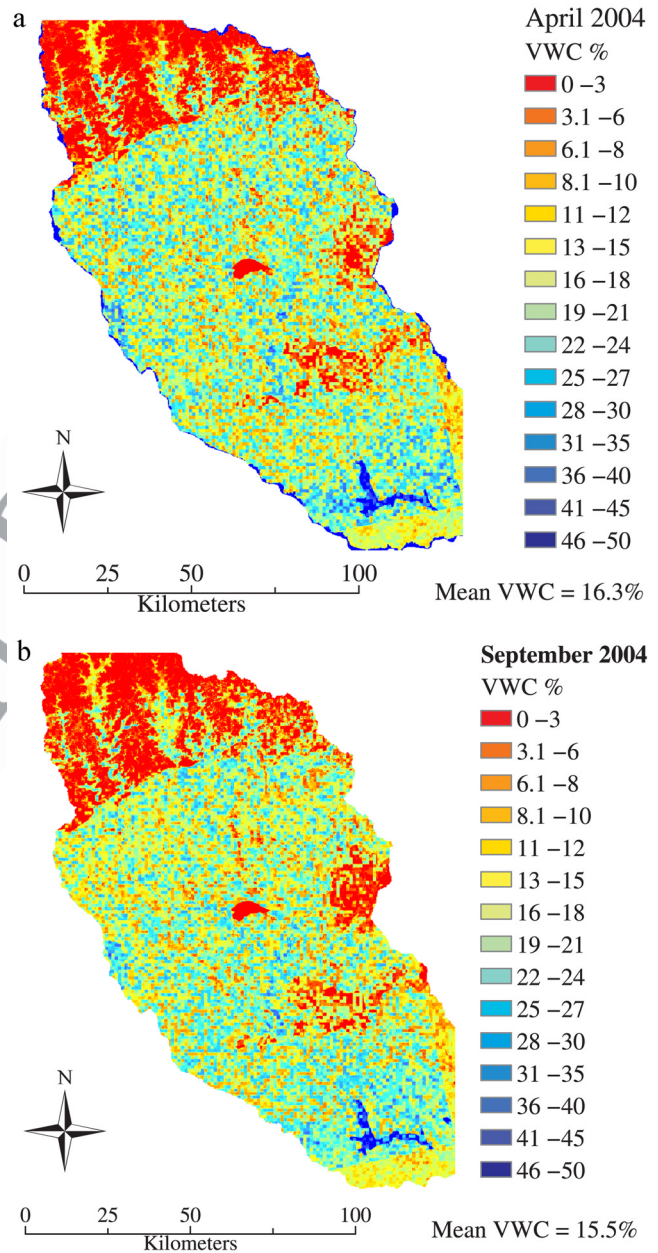 a
April 2004
VWC %
0 –3
3.1 –6
6.1 –8
8.1 –10
11 –12
13 –15
16 –18
19 –21
22 –24
25 –27
28 –30
31 –35
36 –40
41 –45
46 –50
N
0 25 50 100
Kilometers
Mean VWC = 16.3%
b
September 2004
VWC %
0 –3
3.1 –6
6.1 –8
8.1 –10
11 –12
13 –15
16 –18
19 –21
22 –24
25 –27
28 –30
31 –35
36 –40
41 –45
46 –50
N
0 25 50 100
Kilometers
Mean VWC = 15.5%